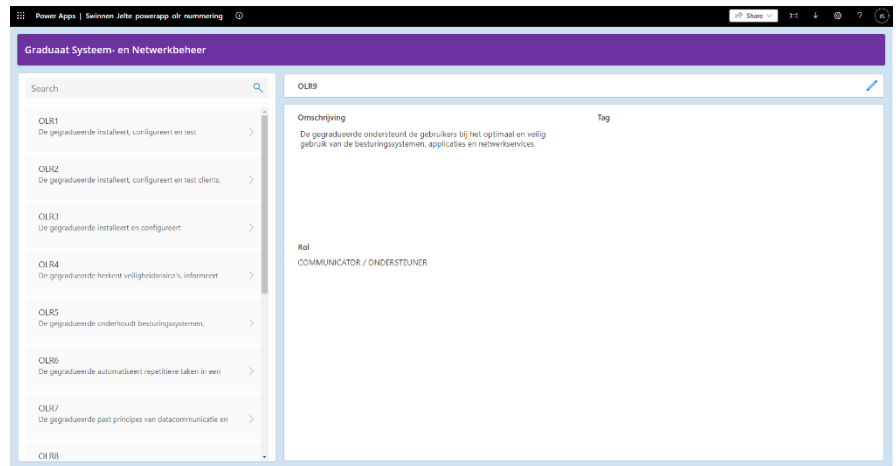 Power Apps | Swinnen Jelte powerapp olr nummering
Share
Graduaat Systeem- en Netwerkbeheer
Search
OLR1
De gegradueerde installeert, configureert en test
OLR2
De gegradueerde installeert, configureert en test clients.
OLR3
De gegradueerde installeert en configureert
OLR4
De gegradueerde herkent veiligheidsrisico's, informeert
OLR5
De gegradueerde onderhoudt besturingssystemen,
OLR6
De gegradueerde automatiseert repetitieve taken in een
OLR7
De gegradueerde past principes van datacommunicatie en
OLR8
OLR9
Omschrijving
De gegradueerde ondersteunt de gebruikers bij het optimaal en veilig
gebruik van de besturingssystemen, applicaties en netwerkservices.
Tag
Rol
COMMUNICATOR / ONDERSTEUNER